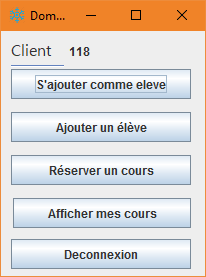 Dom...
Client 118
S'ajouter comme eleve
Ajouter un élève
Réserver un cours
Afficher mes cours
Deconnexion